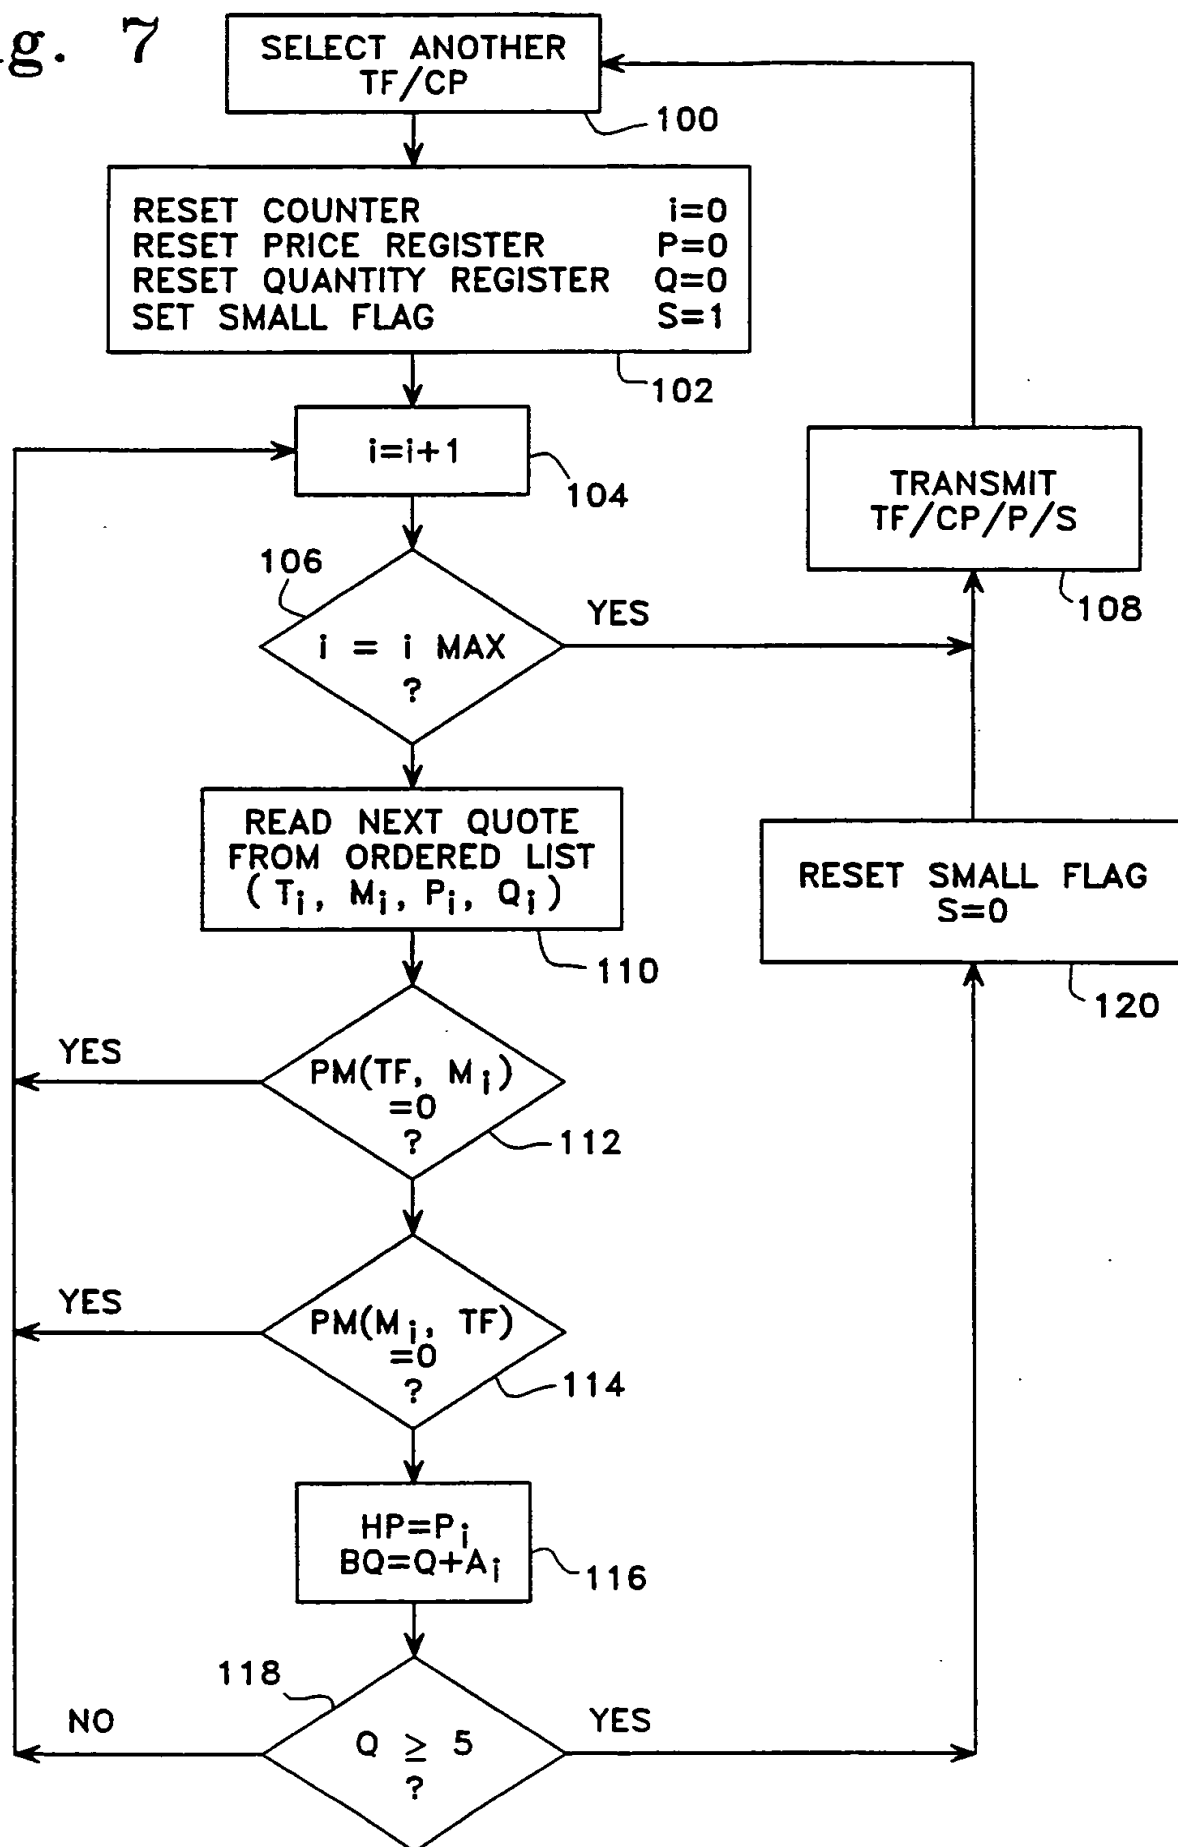 g. 7
SELECT ANOTHER
TF/CP
100
RESET COUNTER i=0
RESET PRICE REGISTER P=0
RESET QUANTITY REGISTER Q=0
SET SMALL FLAG S=1
102
i=i+1
104
TRANSMIT
TF/CP/P/S
108
106
YES
i = i MAX
?
READ NEXT QUOTE
FROM ORDERED LIST
( Ti, Mi, Pi, Qi )
110
RESET SMALL FLAG
S=0
120
YES
PM(TF, Mi)
=0
?
112
YES
PM(Mi, TF)
=0
?
114
HP=Pi
BQ=Q+Ai
116
118
NO
YES
Q ≥ 5
?